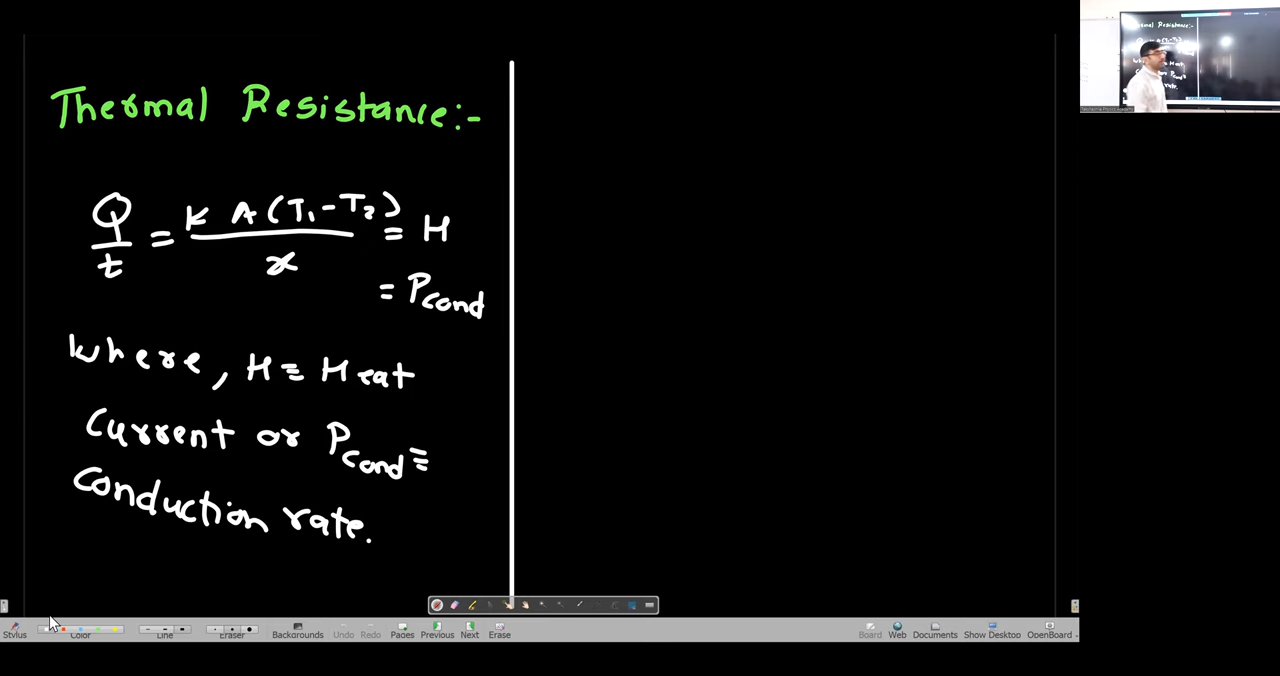 Thermal Resistance:-
Q/t = K A (T₁ - T₂)/x = H
= Pcond
where, H ≡ Heat
Current or Pcond ≡
Conduction rate.
Stylus
Color
Line
Eraser
Backgrounds
Undo
Redo
Pages
Previous
Next
Erase
Board
Web
Documents
Show Desktop
OpenBoard